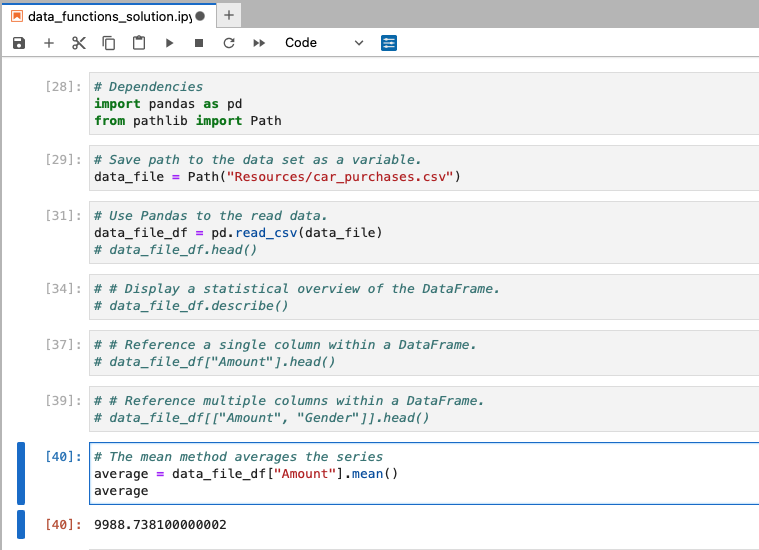 data_functions_solution.ipy
Code
[28]:
# Dependencies
import pandas as pd
from pathlib import Path
[29]:
# Save path to the data set as a variable.
data_file = Path("Resources/car_purchases.csv")
[31]:
# Use Pandas to the read data.
data_file_df = pd.read_csv(data_file)
# data_file_df.head()
[34]:
# # Display a statistical overview of the DataFrame.
# data_file_df.describe()
[37]:
# # Reference a single column within a DataFrame.
# data_file_df["Amount"].head()
[39]:
# # Reference multiple columns within a DataFrame.
# data_file_df[["Amount", "Gender"]].head()
[40]:
# The mean method averages the series
average = data_file_df["Amount"].mean()
average
[40]:
9988.738100000002